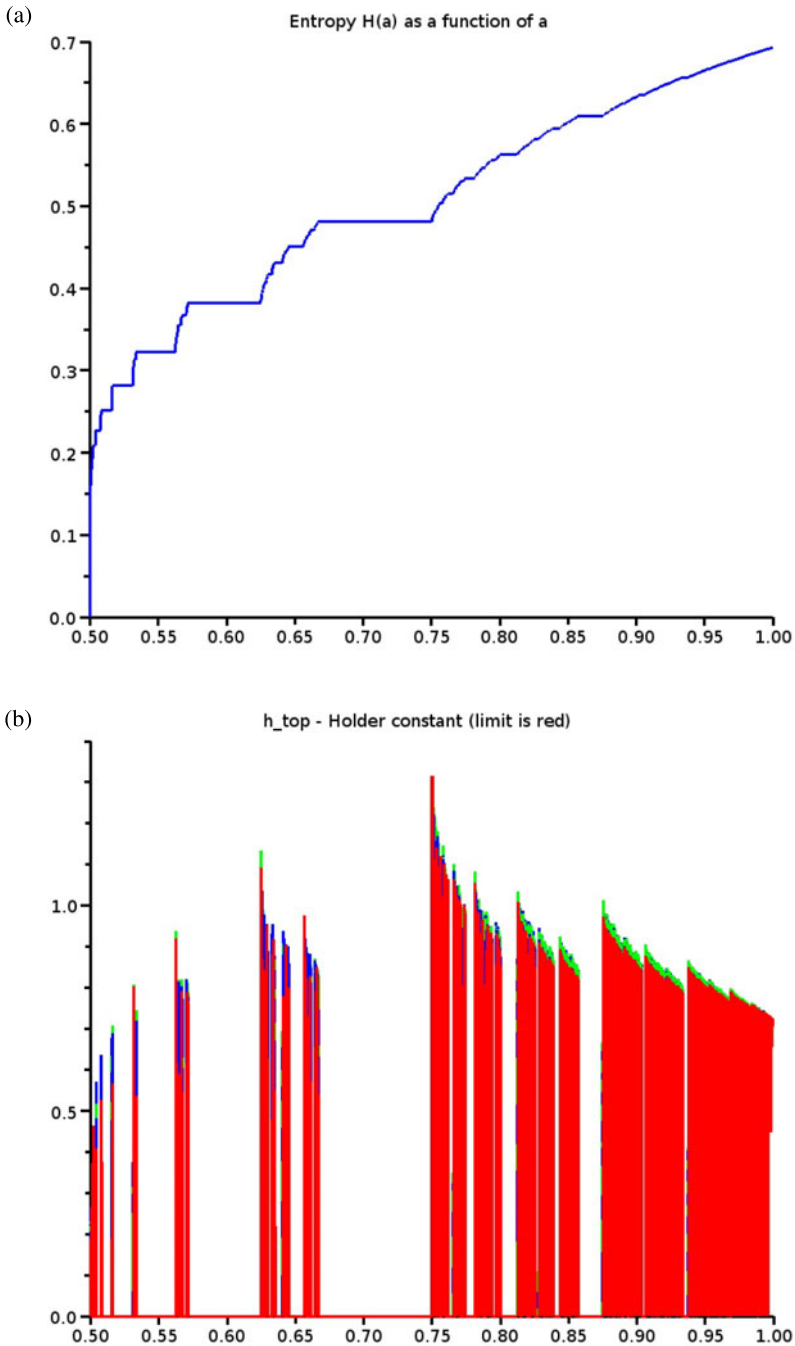 (a)
Entropy H(a) as a function of a
0.7
0.6
0.5
0.4
0.3
0.2
0.1
0.0
0.50 0.55 0.60 0.65 0.70 0.75 0.80 0.85 0.90 0.95 1.00
(b)
h_top - Holder constant (limit is red)
1.0
0.5
0.0
0.50 0.55 0.60 0.65 0.70 0.75 0.80 0.85 0.90 0.95 1.00